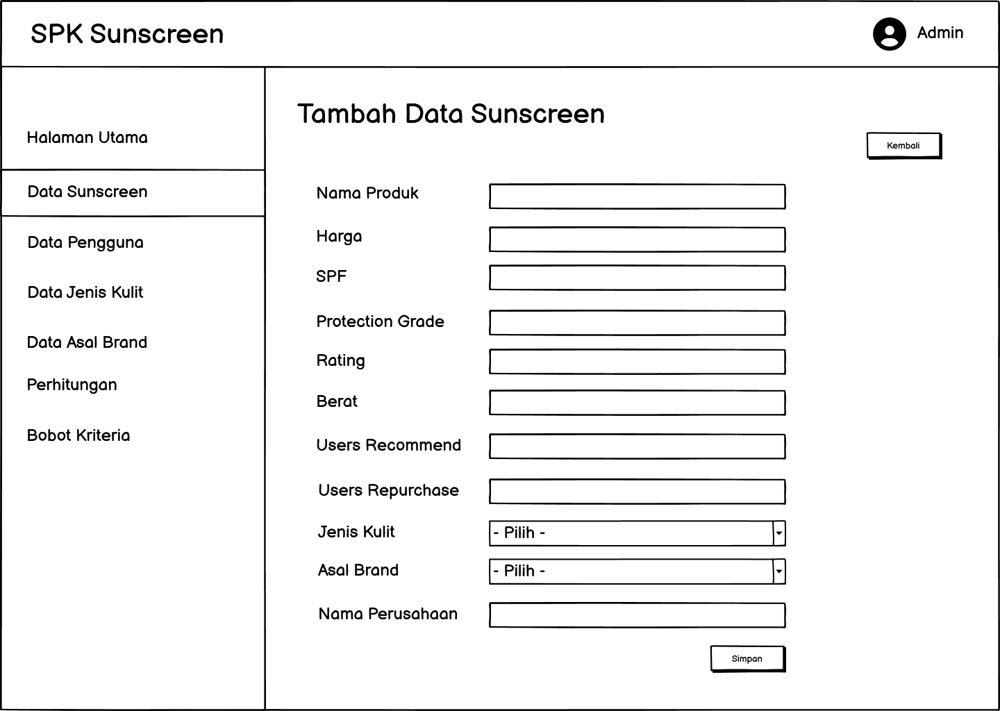 SPK Sunscreen
Admin
Halaman Utama
Data Sunscreen
Data Pengguna
Data Jenis Kulit
Data Asal Brand
Perhitungan
Bobot Kriteria
Tambah Data Sunscreen
Kembali
Nama Produk
Harga
SPF
Protection Grade
Rating
Berat
Users Recommend
Users Repurchase
Jenis Kulit - Pilih -
Asal Brand - Pilih -
Nama Perusahaan
Simpan